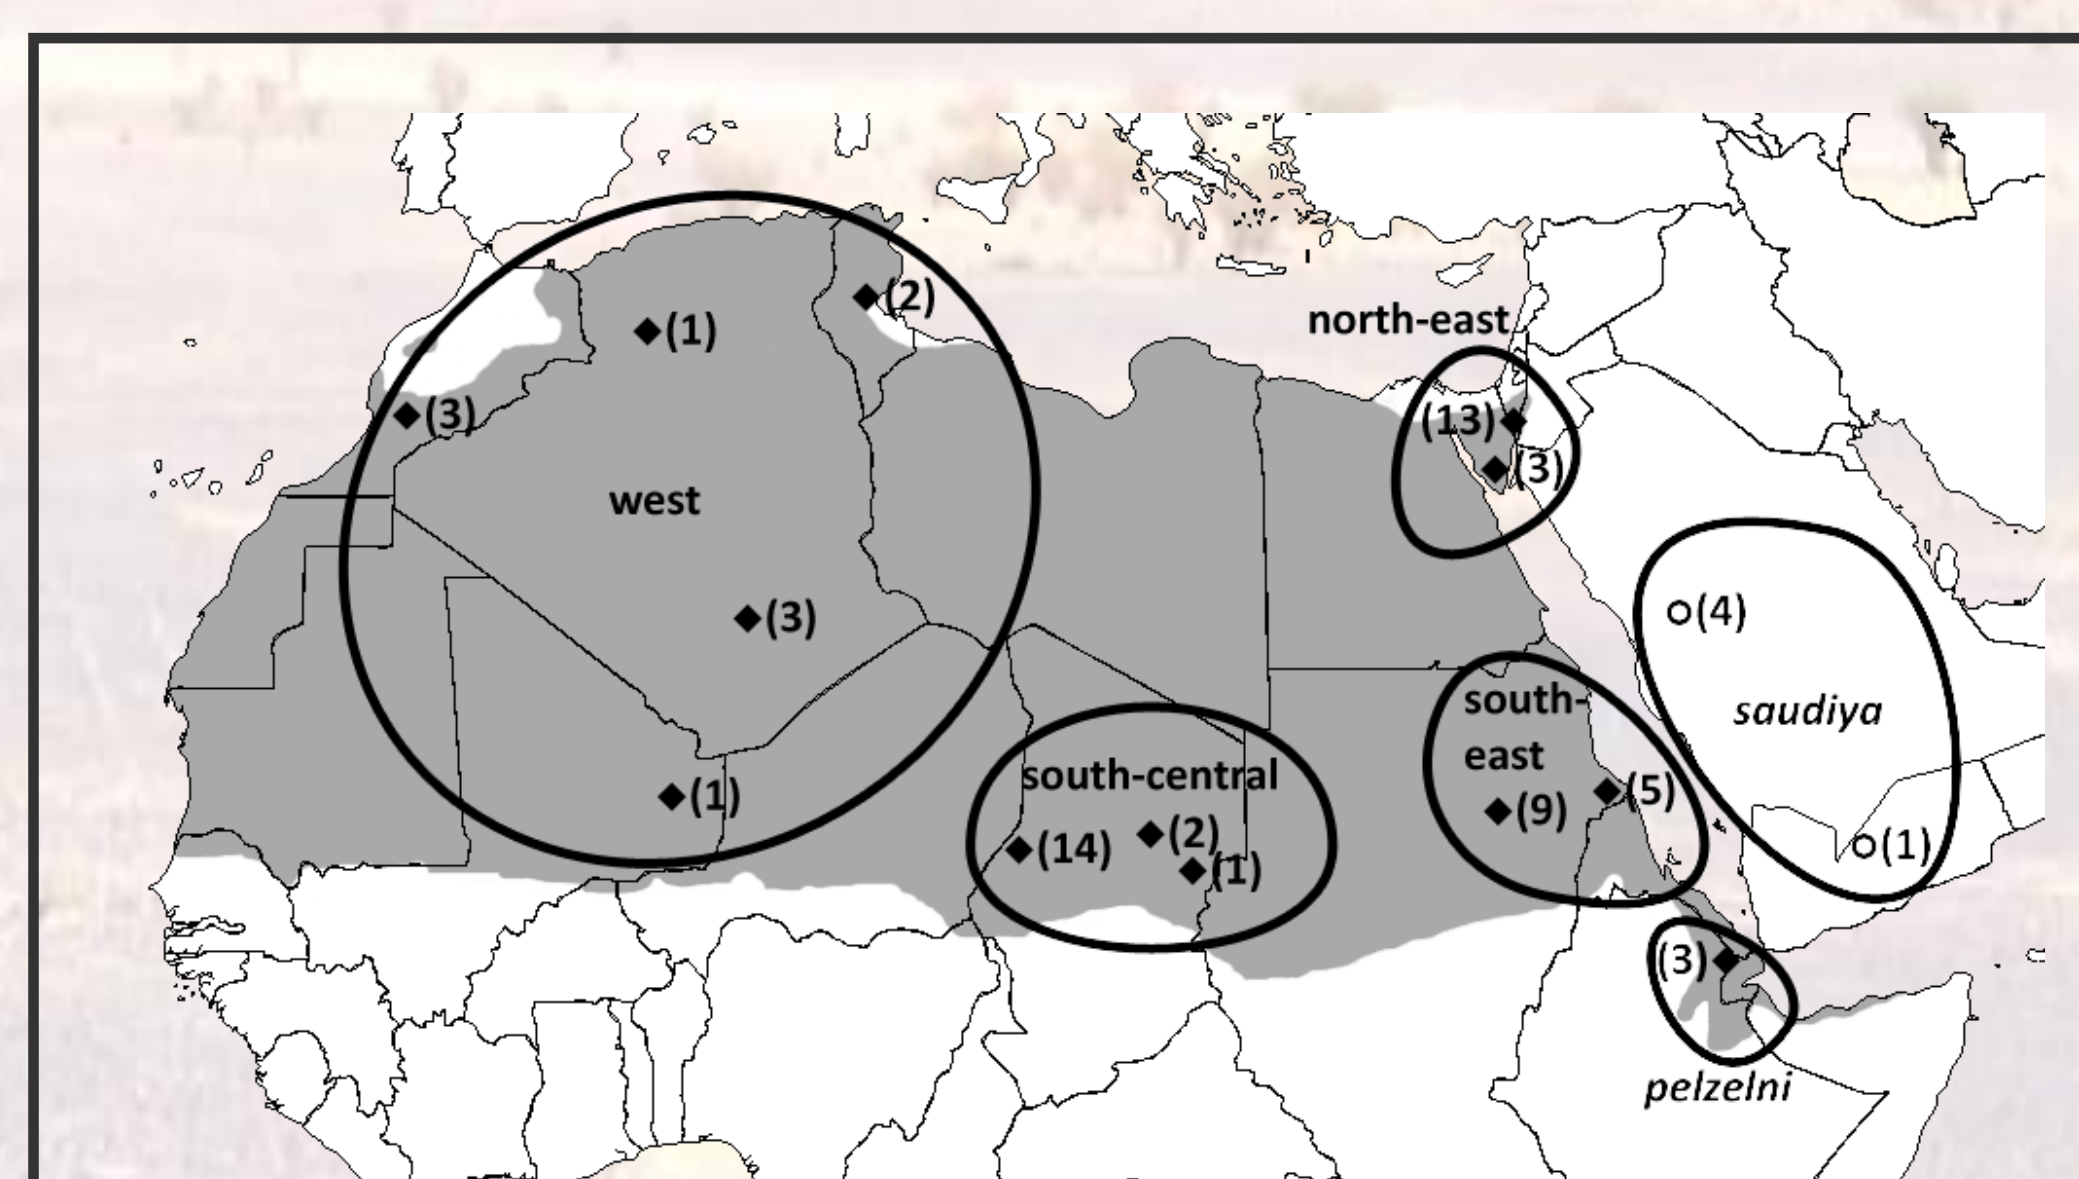 (2)
north-east
(1)
(3)
(13)
(3)
west
(4)
(3)
south-
east
saudiya
south-central
(1)
(5)
(9)
(2)
(14)
(1)
(1)
(3)
pelzelni